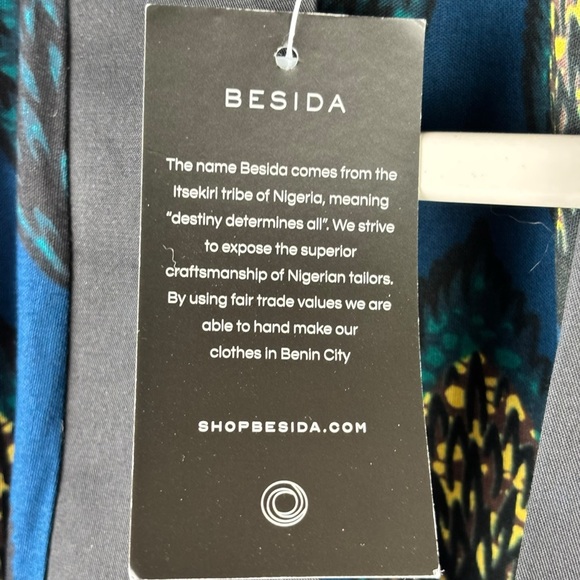 BESIDA
The name Besida comes from the
Itsekiri tribe of Nigeria, meaning
"destiny determines all". We strive
to expose the superior
craftsmanship of Nigerian tailors.
By using fair trade values we are
able to hand make our
clothes in Benin City
SHOPBESIDA.COM